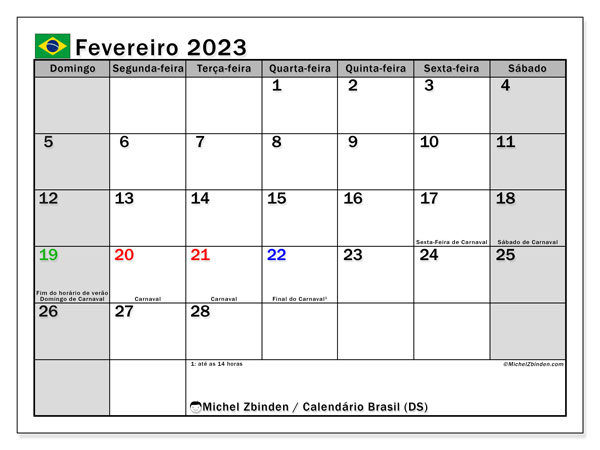 Fevereiro 2023
Domingo Segunda-feira Terça-feira Quarta-feira Quinta-feira Sexta-feira Sábado
1 2 3 4
5 6 7 8 9 10 11
12 13 14 15 16 17 18
Sexta-Feira de Carnaval Sábado de Carnaval
19 20 21 22 23 24 25
Fim do horário de verão
Domingo de Carnaval Carnaval Carnaval Final do Carnaval¹
26 27 28
1: até as 14 horas ©MichelZbinden.com
Michel Zbinden / Calendário Brasil (DS)